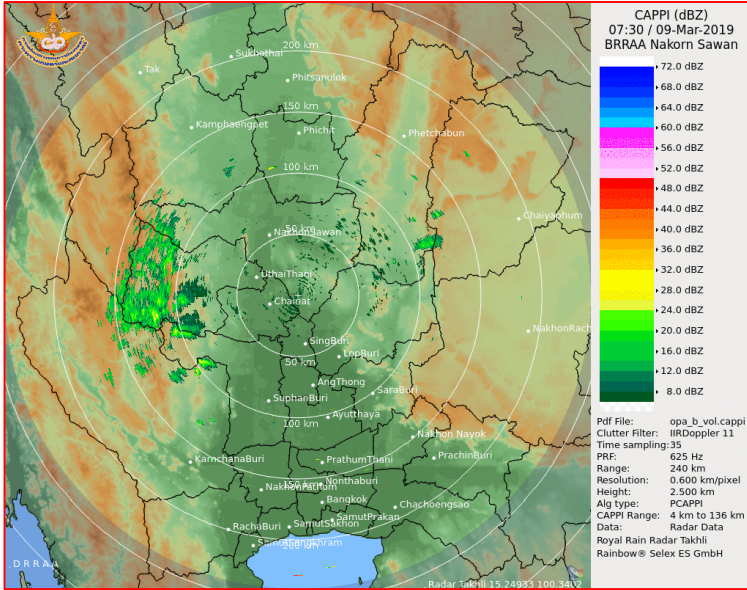 CAPPI (dBZ)
07:30 / 09-Mar-2019
BRRAA Nakorn Sawan
72.0 dBZ
68.0 dBZ
64.0 dBZ
60.0 dBZ
56.0 dBZ
52.0 dBZ
48.0 dBZ
44.0 dBZ
40.0 dBZ
36.0 dBZ
32.0 dBZ
28.0 dBZ
24.0 dBZ
20.0 dBZ
16.0 dBZ
12.0 dBZ
8.0 dBZ
Pdf File: opa_b_vol.cappi
Clutter Filter: IIRDoppler 11
Time sampling:35
PRF: 625 Hz
Range: 240 km
Resolution: 0.600 km/pixel
Height: 2.500 km
Alg type: PCAPPI
CAPPI Range: 4 km to 136 km
Data: Radar Data
Royal Rain Radar Takhli
Rainbow® Selex ES GmbH
200 km
Sukhothai
Tak
Phitsanulok
150 km
Kamphaengpet
Phichit
Phetchabun
100 km
Chaiyaphum
50 km
NakhonSawan
UthaiThani
Chainat
NakhonRach
SingBuri
LopBuri
50 km
AngThong
SaraBuri
SuphanBuri
Ayutthaya
100 km
Nakhon Nayok
KarnchanaBuri
PrathumThani
PrachinBuri
150 km
Nonthaburi
NakhonPathom
Bangkok
Chachoengsao
SamutPrakan
RachaBuri
SamutSakhon
200 km
D R R A A
Radar Takhli 15.24933 100.3402